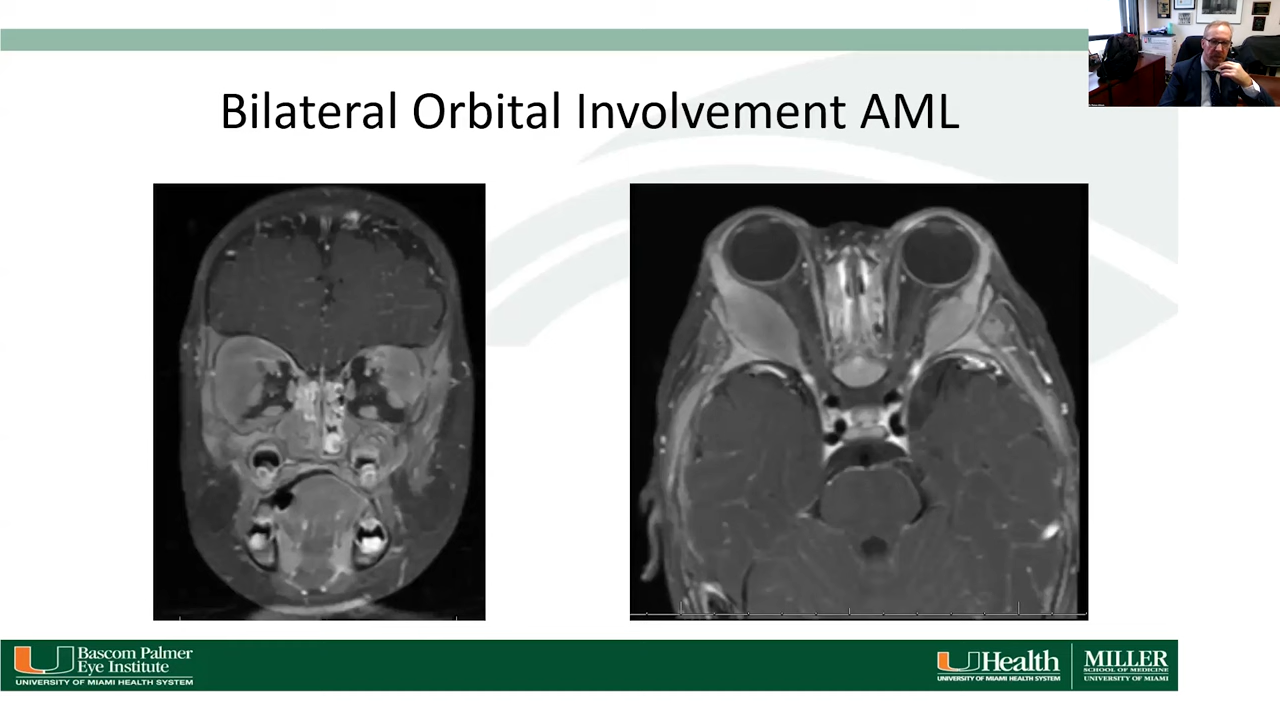 Bilateral Orbital Involvement AML
Bascom Palmer
Eye Institute
UNIVERSITY OF MIAMI HEALTH SYSTEM
UHealth
UNIVERSITY OF MIAMI HEALTH SYSTEM
MILLER
SCHOOL OF MEDICINE
UNIVERSITY OF MIAMI